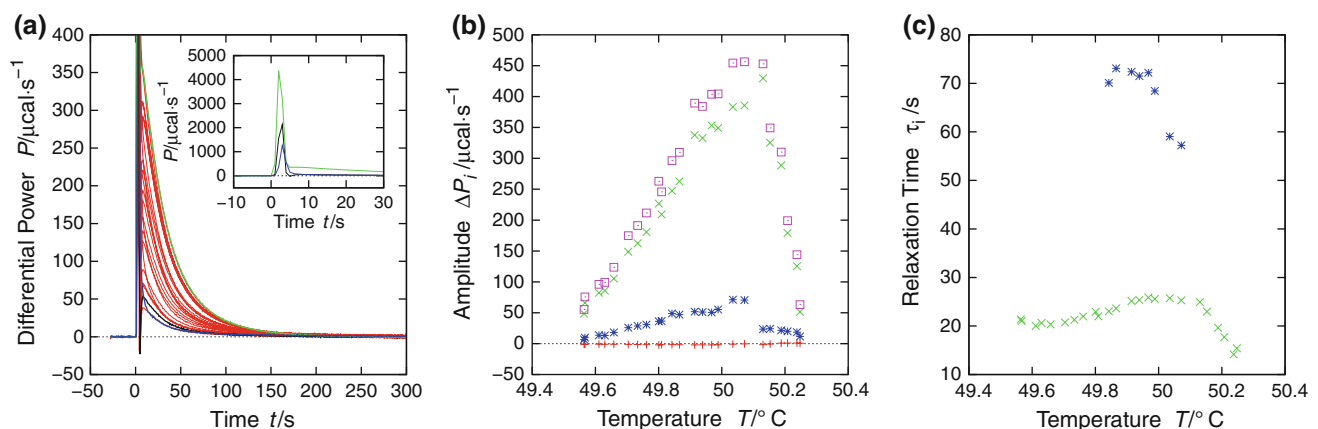 (a)
Differential Power P/μcal·s⁻¹
400
350
300
250
200
150
100
50
0
−50
−50 0 50 100 150 200 250 300
Time t/s
P/μcal·s⁻¹
5000
4000
3000
2000
1000
0
−10 0 10 20 30
Time t/s
(b)
Amplitude ΔPᵢ /μcal·s⁻¹
500
450
400
350
300
250
200
150
100
50
0
−50
49.4 49.6 49.8 50 50.2 50.4
Temperature T/° C
(c)
Relaxation Time τᵢ /s
80
70
60
50
40
30
20
10
49.4 49.6 49.8 50 50.2 50.4
Temperature T/° C